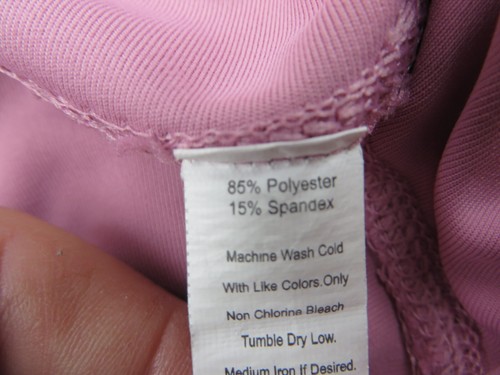 85% Polyester
15% Spandex
Machine Wash Cold
With Like Colors.Only
Non Chlorine Bleach
Tumble Dry Low.
Medium Iron If Desired.